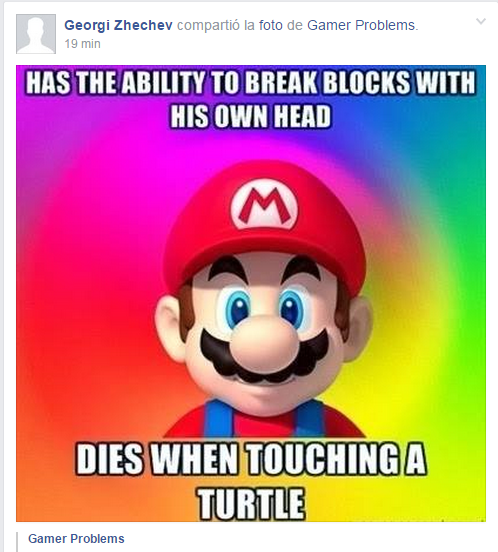 Georgi Zhechev compartió la foto de Gamer Problems.
19 min
HAS THE ABILITY TO BREAK BLOCKS WITH
HIS OWN HEAD
M
DIES WHEN TOUCHING A
TURTLE
Gamer Problems